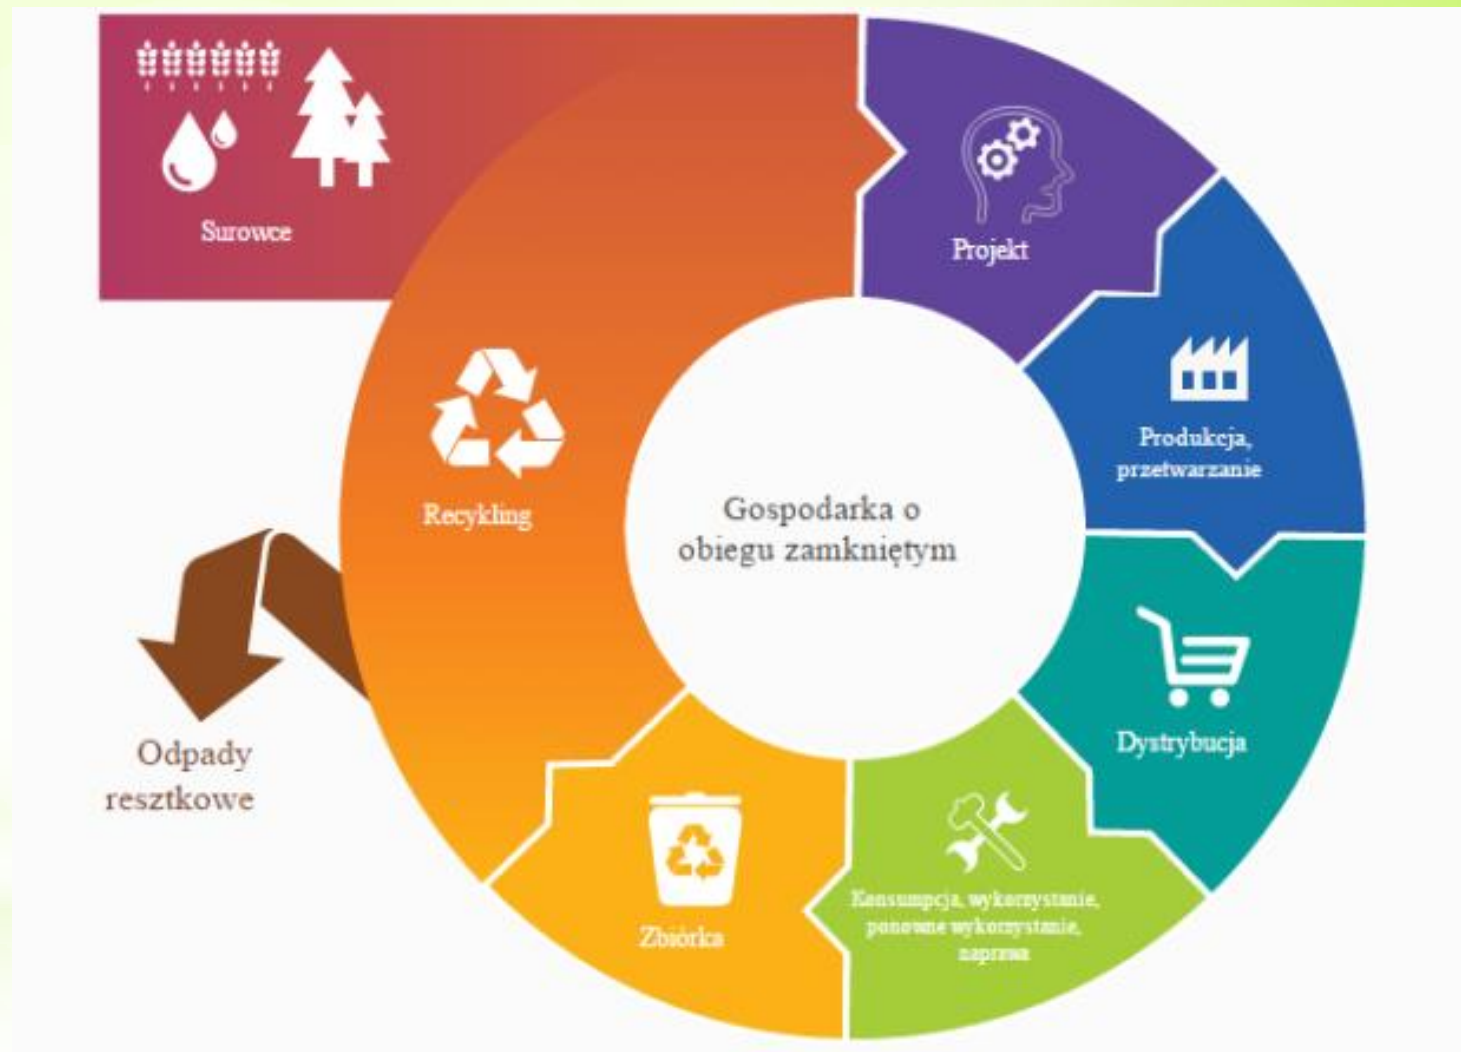 Surowce
Projekt
Produkcja,
przetwarzanie
Recykling
Gospodarka o
obiegu zamkniętym
Dystrybucja
Odpady
resztkowe
Konsumpcja, wykorzystanie,
ponowne wykorzystanie,
naprawa
Zbiórka